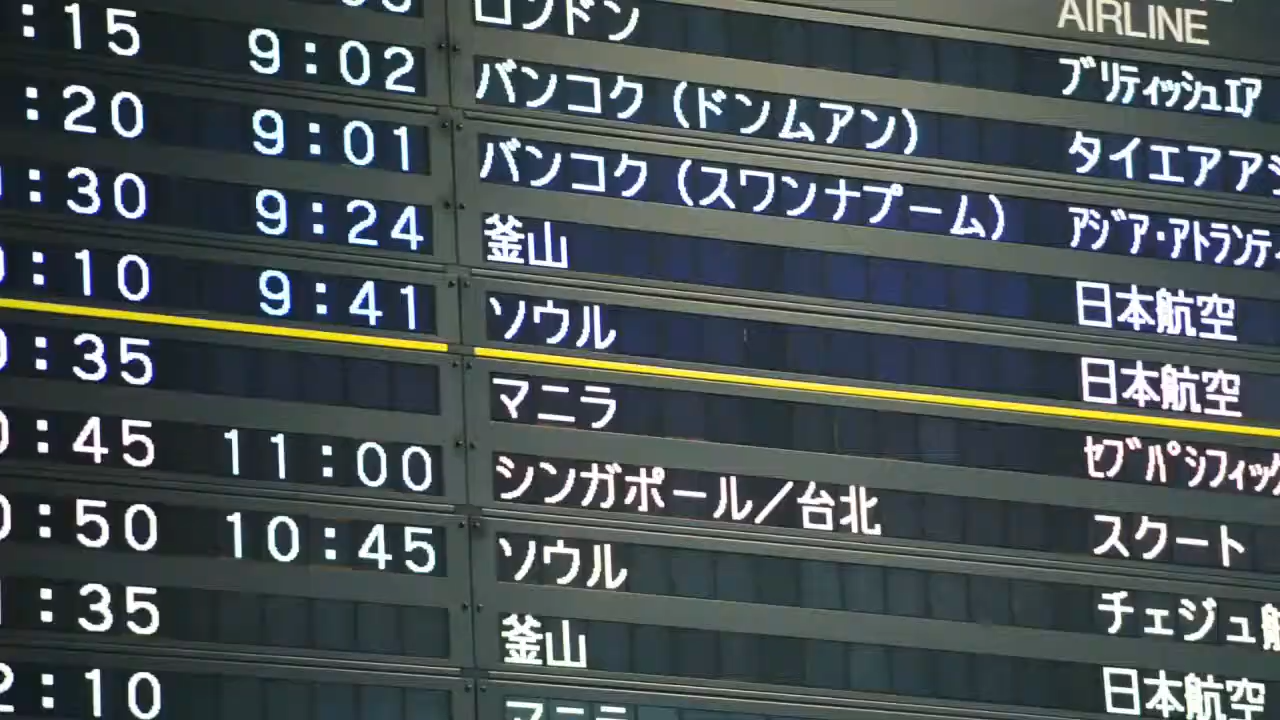 AIRLINE
ロンドン ブリティッシュエア
:15 9:02 バンコク（ドンムアン） タイエアア
:20 9:01 バンコク（スワンナプーム） アジア・アトランティ
:30 9:24 釜山 日本航空
:10 9:41 ソウル 日本航空
:35 マニラ セブパシフィック
:45 11:00 シンガポール／台北 スクート
:50 10:45 ソウル チェジュ航
:35 釜山 日本航空
2:10 マニラ